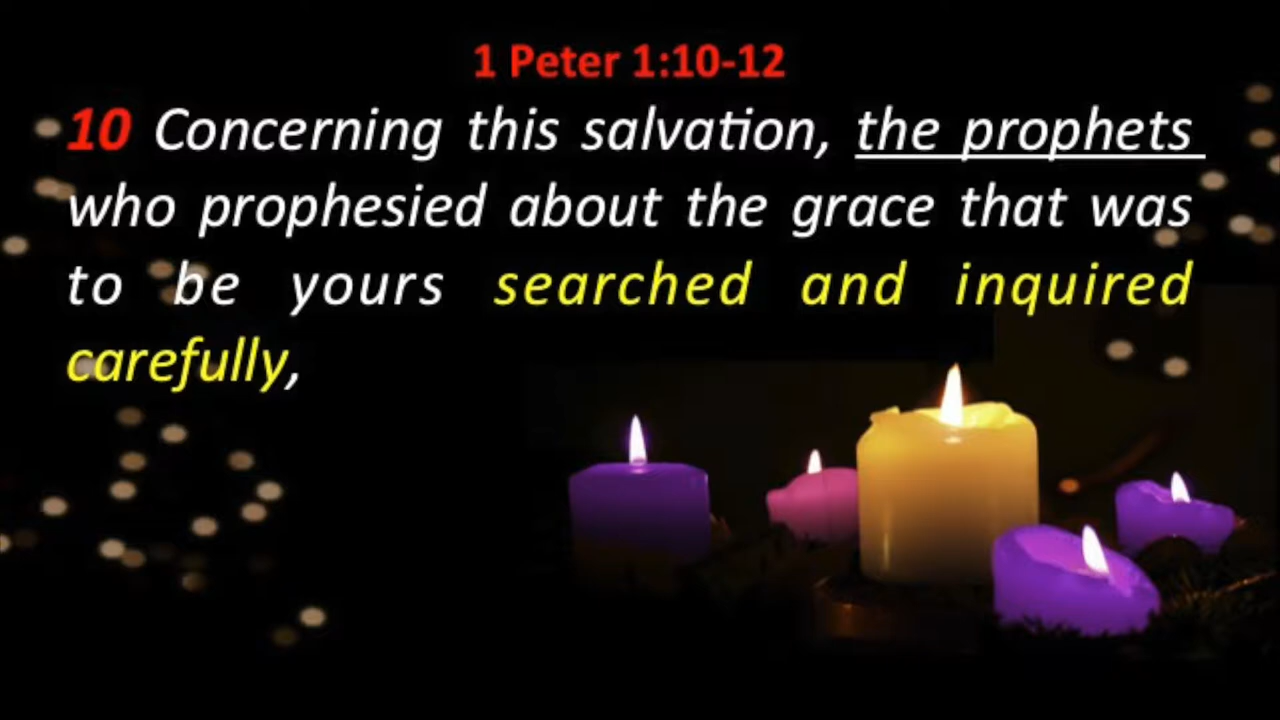 1 Peter 1:10-12
10 Concerning this salvation, the prophets
who prophesied about the grace that was
to be yours searched and inquired
carefully,